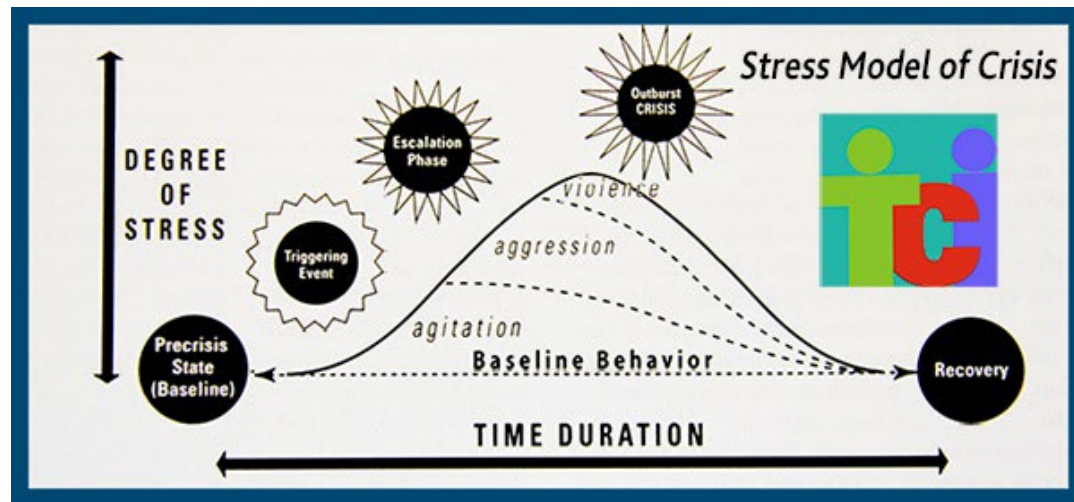 Stress Model of Crisis
TCI
DEGREE
OF
STRESS
Outburst
CRISIS
Escalation
Phase
Triggering
Event
violence
aggression
agitation
Precrisis
State
(Baseline)
Baseline Behavior
Recovery
TIME DURATION